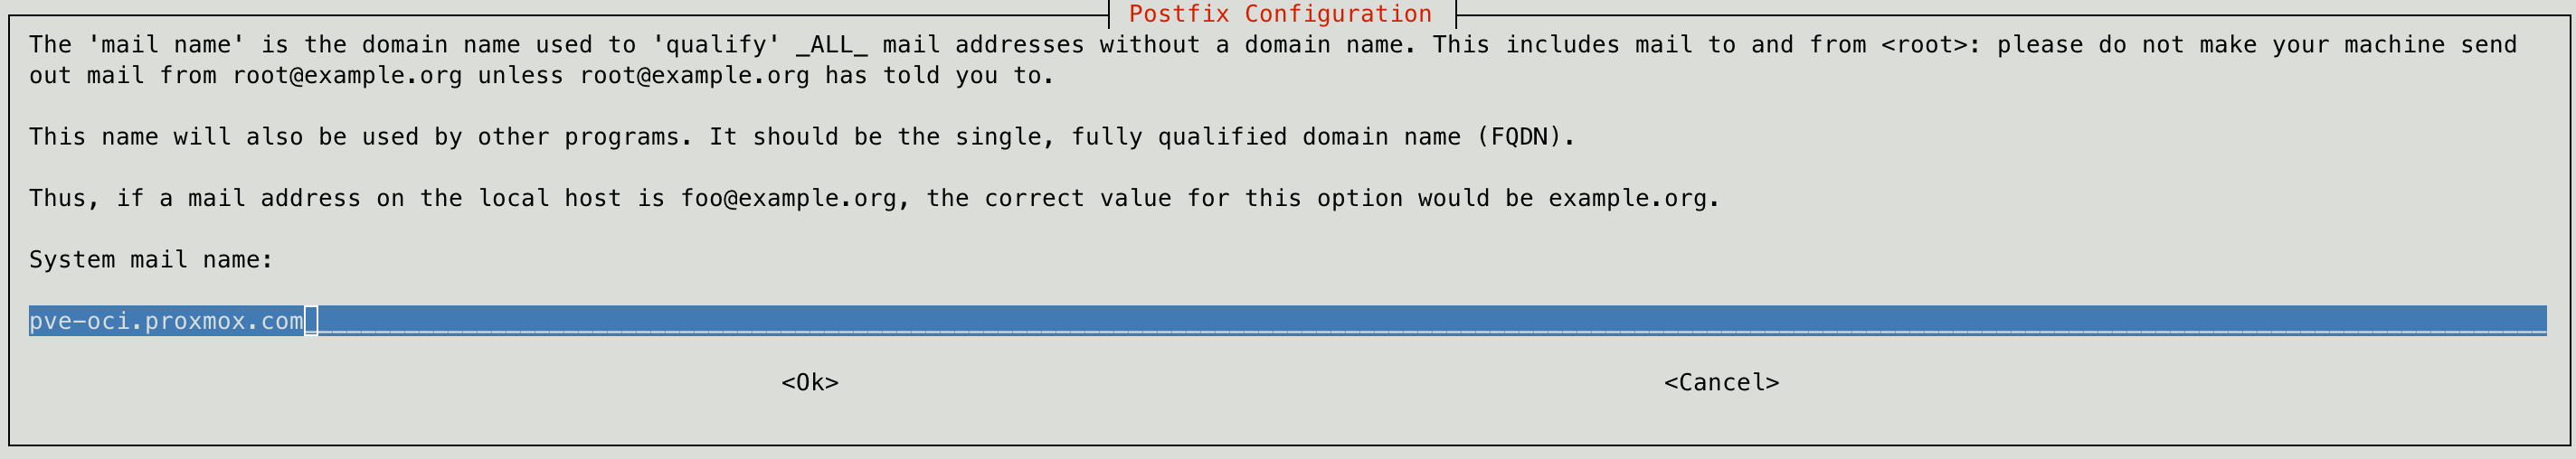 Postfix Configuration
The 'mail name' is the domain name used to 'qualify' _ALL_ mail addresses without a domain name. This includes mail to and from <root>: please do not make your machine send
out mail from root@example.org unless root@example.org has told you to.
This name will also be used by other programs. It should be the single, fully qualified domain name (FQDN).
Thus, if a mail address on the local host is foo@example.org, the correct value for this option would be example.org.
System mail name:
pve-oci.proxmox.com
<Ok> <Cancel>